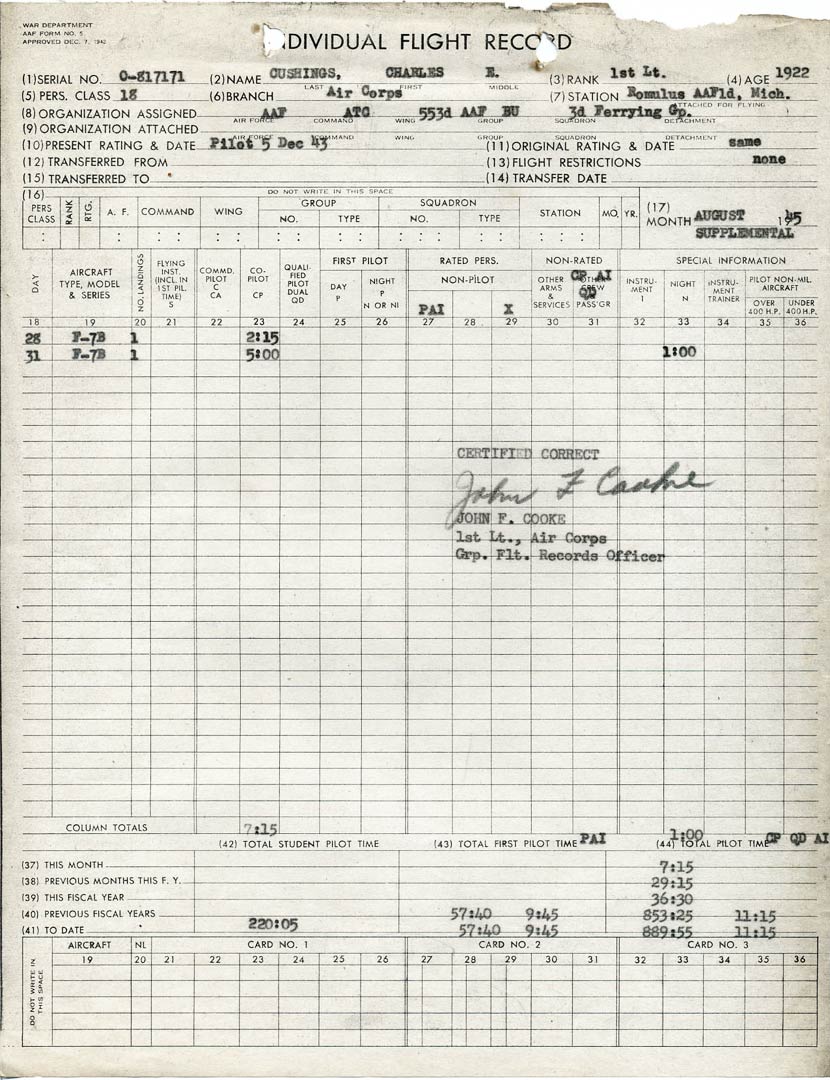 WAR DEPARTMENT
AAF FORM NO. 5
APPROVED DEC. 7, 1942
NDIVIDUAL FLIGHT RECORD
(1) SERIAL NO. O-817171 (2) NAME CUSHINGS, CHARLES E. (3) RANK 1st Lt. (4) AGE 1922
LAST FIRST MIDDLE
(5) PERS. CLASS 18 (6) BRANCH Air Corps (7) STATION Romulus AAFld, Mich.
ATTACHED FOR FLYING
(8) ORGANIZATION ASSIGNED AAF ATC 553d AAF BU 3d Ferrying Gp.
AIR FORCE COMMAND WING GROUP SQUADRON DETACHMENT
(9) ORGANIZATION ATTACHED
AIR FORCE COMMAND WING GROUP SQUADRON DETACHMENT
(10) PRESENT RATING & DATE Pilot 5 Dec 43 (11) ORIGINAL RATING & DATE same
(12) TRANSFERRED FROM (13) FLIGHT RESTRICTIONS none
(15) TRANSFERRED TO (14) TRANSFER DATE
(16) DO NOT WRITE IN THIS SPACE
PERS CLASS RANK RTG. A. F. COMMAND WING GROUP NO. TYPE SQUADRON NO. TYPE STATION MO. YR. (17) MONTH AUGUST 1945
SUPPLEMENTAL
DAY AIRCRAFT TYPE, MODEL & SERIES NO. LANDINGS FLYING INST. (INCL. IN 1ST PIL. TIME) S COMMD. PILOT C CA CO-PILOT CP QUALI-FIED PILOT DUAL QD FIRST PILOT DAY P NIGHT P N OR NI RATED PERS. NON-PILOT PAI X NON-RATED OTHER ARMS & SERVICES OTHER CREW & PASS'GR CP AI QD SPECIAL INFORMATION INSTRU-MENT I NIGHT N INSTRU-MENT TRAINER PILOT NON-MIL. AIRCRAFT OVER 400 H.P. UNDER 400 H.P.
18 19 20 21 22 23 24 25 26 27 28 29 30 31 32 33 34 35 36
28 F-7B 1 2:15
31 F-7B 1 5:00 1:00
CERTIFIED CORRECT
John F Cooke
JOHN F. COOKE
1st Lt., Air Corps
Grp. Flt. Records Officer
COLUMN TOTALS 7:15 1:00
(42) TOTAL STUDENT PILOT TIME (43) TOTAL FIRST PILOT TIME PAI (44) TOTAL PILOT TIME CP QD AI
(37) THIS MONTH 7:15
(38) PREVIOUS MONTHS THIS F. Y. 29:15
(39) THIS FISCAL YEAR 36:30
(40) PREVIOUS FISCAL YEARS 57:40 9:45 853:25 11:15
(41) TO DATE 220:05 57:40 9:45 889:55 11:15
AIRCRAFT NL CARD NO. 1 CARD NO. 2 CARD NO. 3
19 20 21 22 23 24 25 26 27 28 29 30 31 32 33 34 35 36
DO NOT WRITE IN THIS SPACE